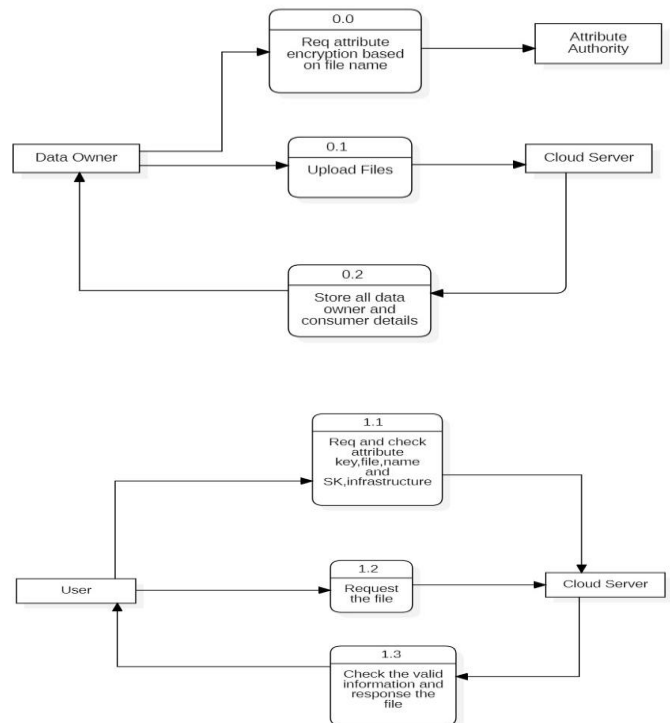 0.0
Req attribute
encryption based
on file name
Attribute
Authority
Data Owner
0.1
Upload Files
Cloud Server
0.2
Store all data
owner and
consumer details
1.1
Req and check
attribute
key,file,name
and
SK,infrastructure
User
1.2
Request
the file
Cloud Server
1.3
Check the valid
information and
response the
file